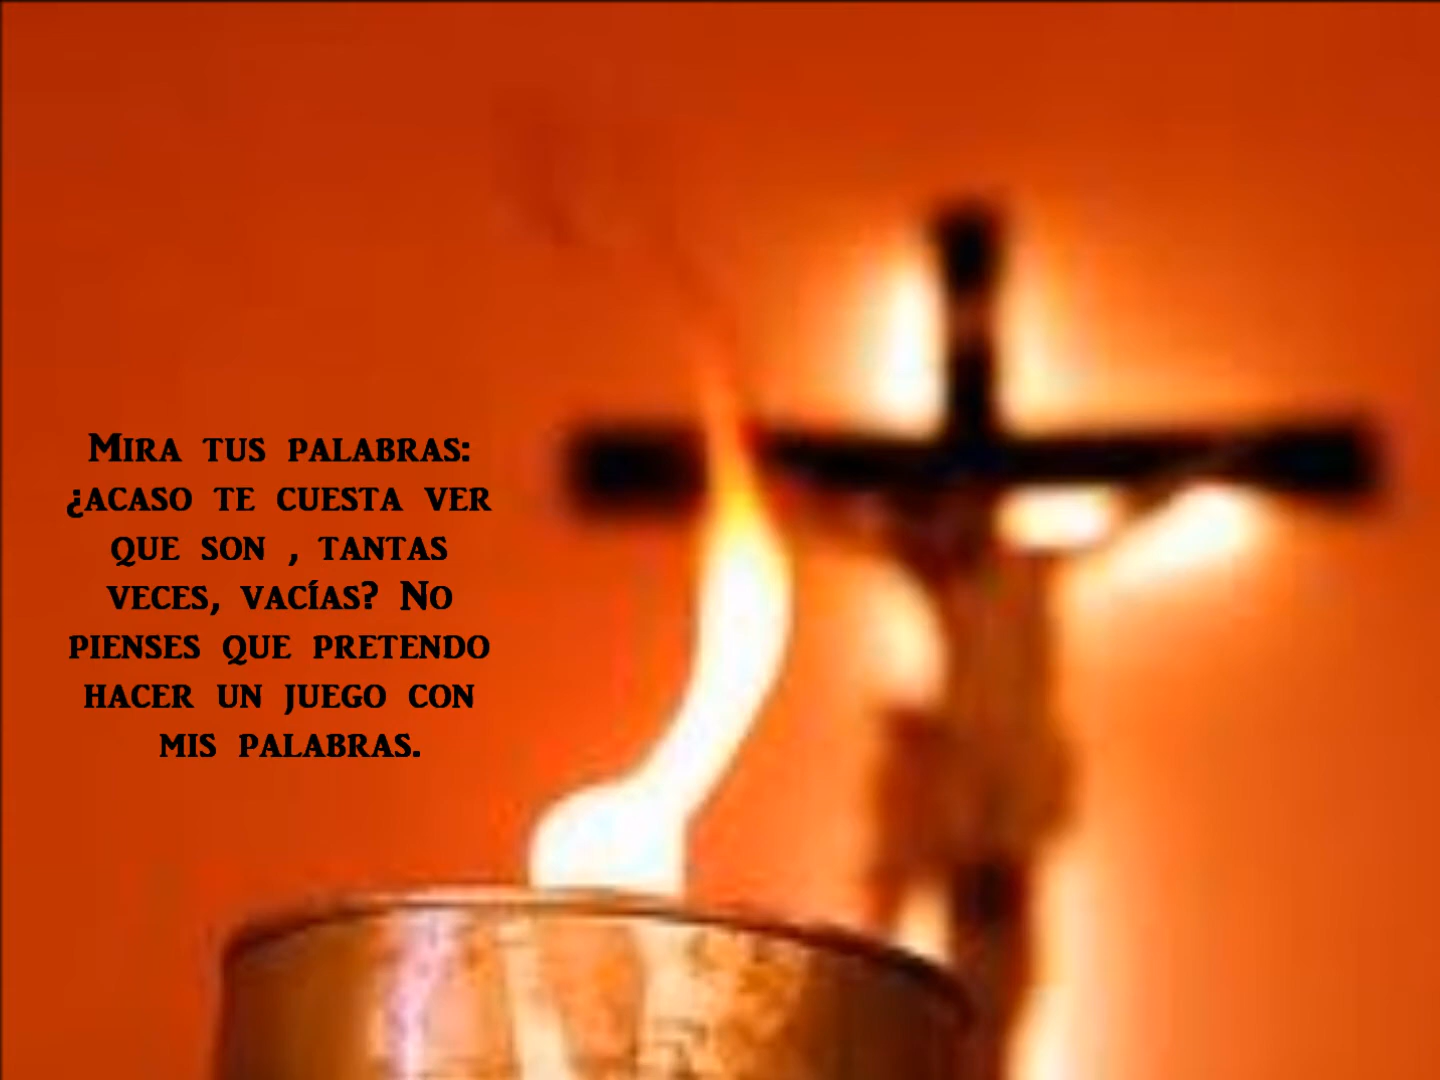 Mira tus palabras:
¿acaso te cuesta ver
que son , tantas
veces, vacías? No
pienses que pretendo
hacer un juego con
mis palabras.